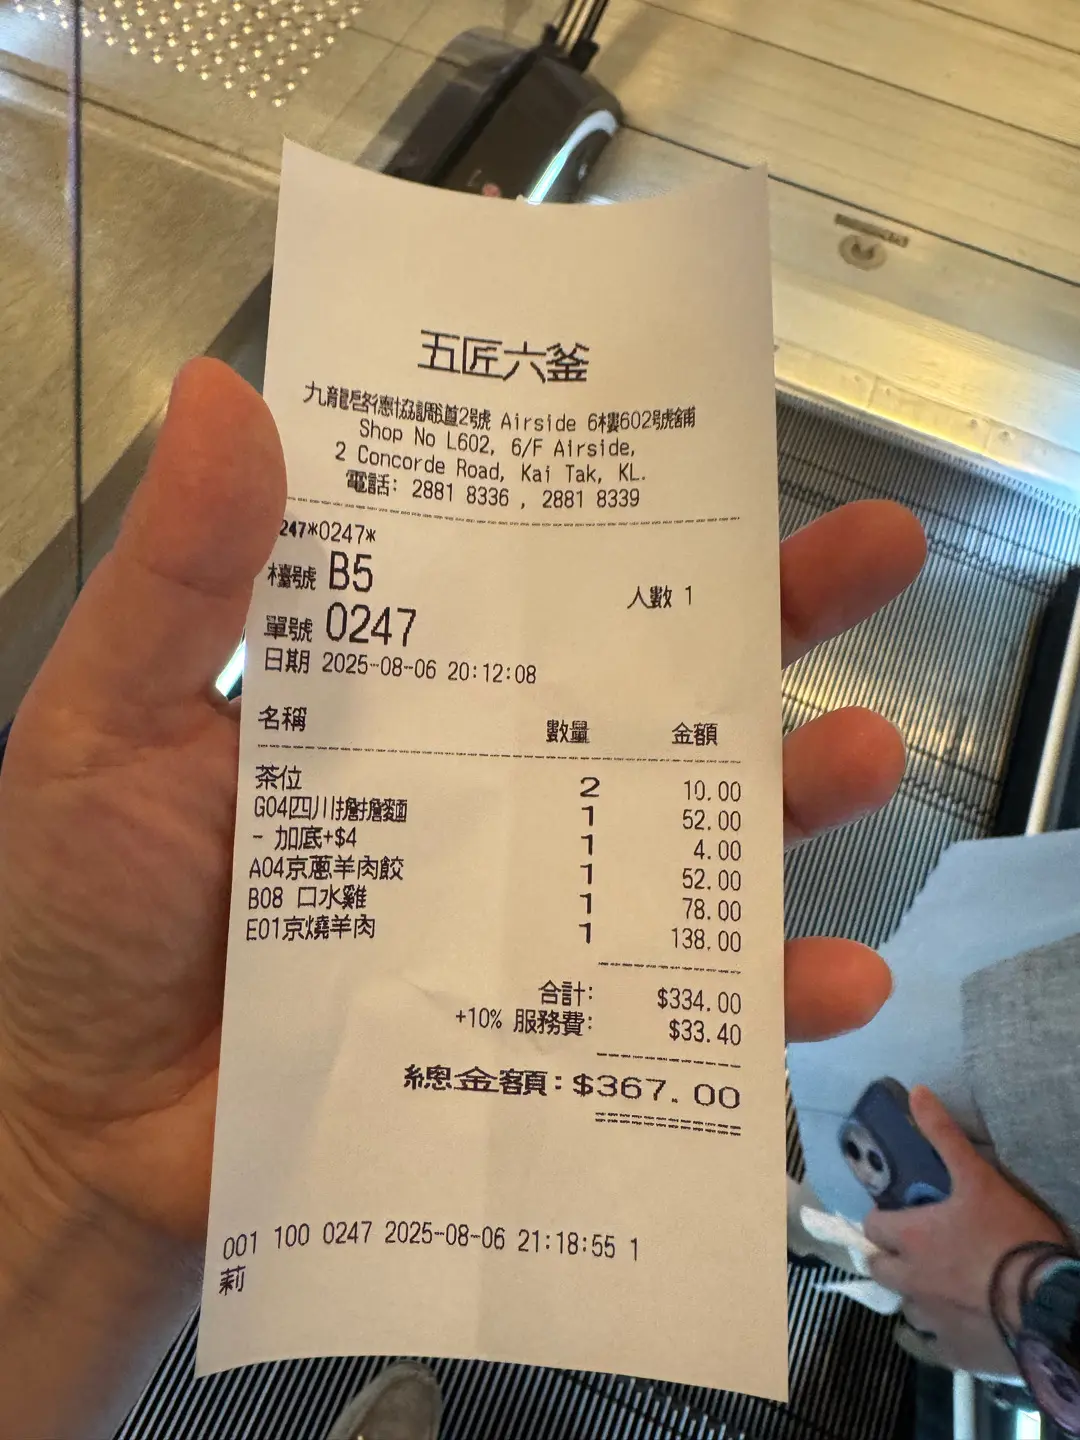 五匠六釜
九龍啓德協調道2號 Airside 6樓602號舖
Shop No L602, 6/F Airside,
2 Concorde Road, Kai Tak, KL.
電話: 2881 8336 , 2881 8339
247*0247*
檯號 B5
人數 1
單號 0247
日期 2025-08-06 20:12:08
名稱 數量 金額
茶位 2 10.00
G04四川擔擔麵 1 52.00
- 加底+$4 1 4.00
A04京蔥羊肉餃 1 52.00
B08 口水雞 1 78.00
E01京燒羊肉 1 138.00
合計: $334.00
+10% 服務費: $33.40
總金額: $367.00
001 100 0247 2025-08-06 21:18:55 1
莉